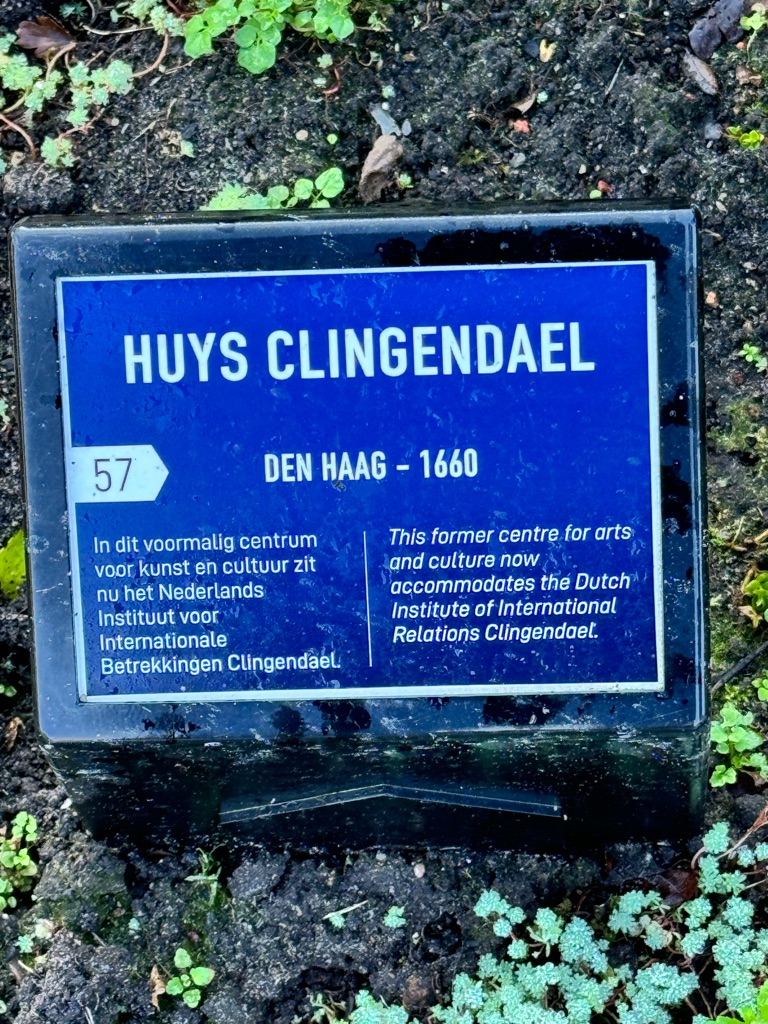 HUYS CLINGENDAEL
57
DEN HAAG - 1660
In dit voormalig centrum
voor kunst en cultuur zit
nu het Nederlands
Instituut voor
Internationale
Betrekkingen Clingendael.
This former centre for arts
and culture now
accommodates the Dutch
Institute of International
Relations Clingendael.